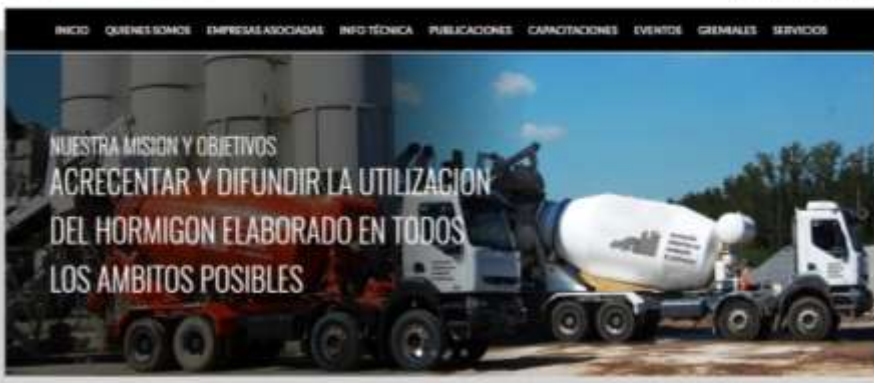 INICIO QUIENES SOMOS EMPRESAS ASOCIADAS INFO TÉCNICA PUBLICACIONES CAPACITACIONES EVENTOS GREMIALES SERVICIOS
NUESTRA MISION Y OBJETIVOS
ACRECENTAR Y DIFUNDIR LA UTILIZACION
DEL HORMIGON ELABORADO EN TODOS
LOS AMBITOS POSIBLES